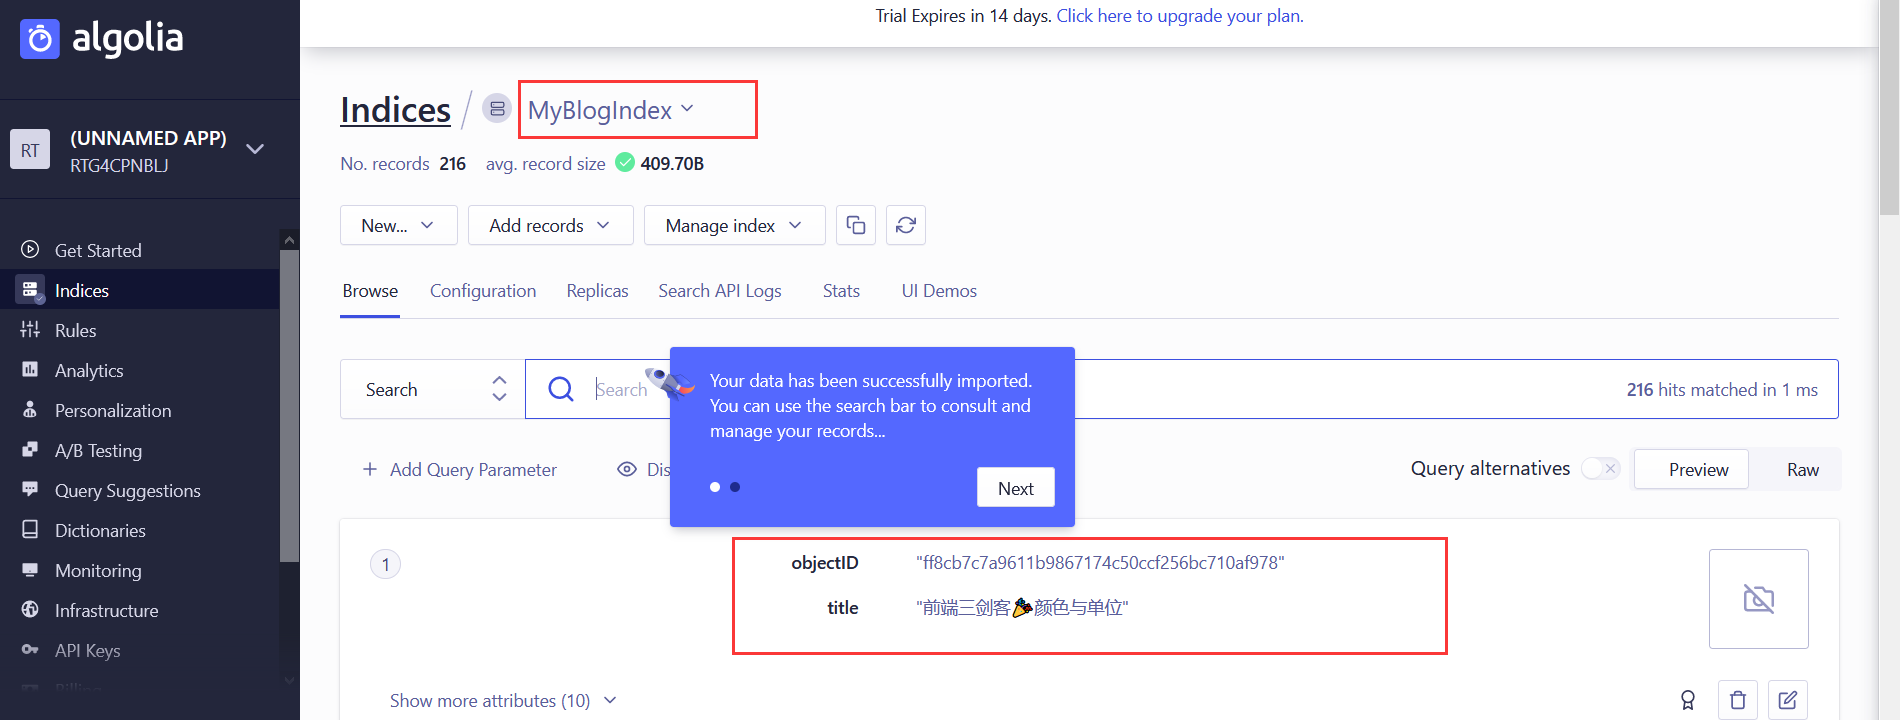 algolia
Trial Expires in 14 days. Click here to upgrade your plan.
RT
(UNNAMED APP)
RTG4CPNBLJ
Get Started
Indices
Rules
Analytics
Personalization
A/B Testing
Query Suggestions
Dictionaries
Monitoring
Infrastructure
API Keys
Indices / MyBlogIndex
No. records 216 avg. record size 409.70B
New... Add records Manage index
Browse Configuration Replicas Search API Logs Stats UI Demos
Search Search 216 hits matched in 1 ms
Your data has been successfully imported.
You can use the search bar to consult and
manage your records...
Next
+ Add Query Parameter Dis Query alternatives Preview Raw
1
objectID "ff8cb7c7a9611b9867174c50ccf256bc710af978"
title "前端三剑客🎉颜色与单位"
Show more attributes (10)